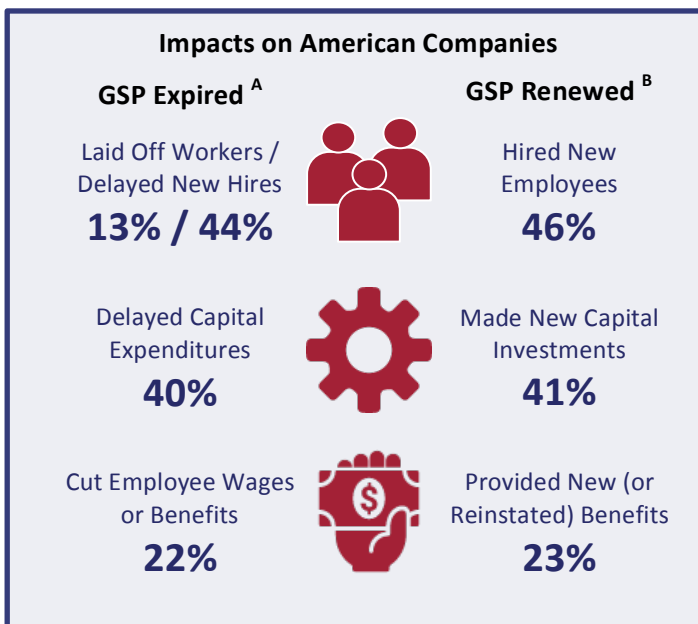 Impacts on American Companies
GSP Expired A
GSP Renewed B
Laid Off Workers /
Delayed New Hires
13% / 44%
Hired New
Employees
46%
Delayed Capital
Expenditures
40%
Made New Capital
Investments
41%
Cut Employee Wages
or Benefits
22%
$
Provided New (or
Reinstated) Benefits
23%